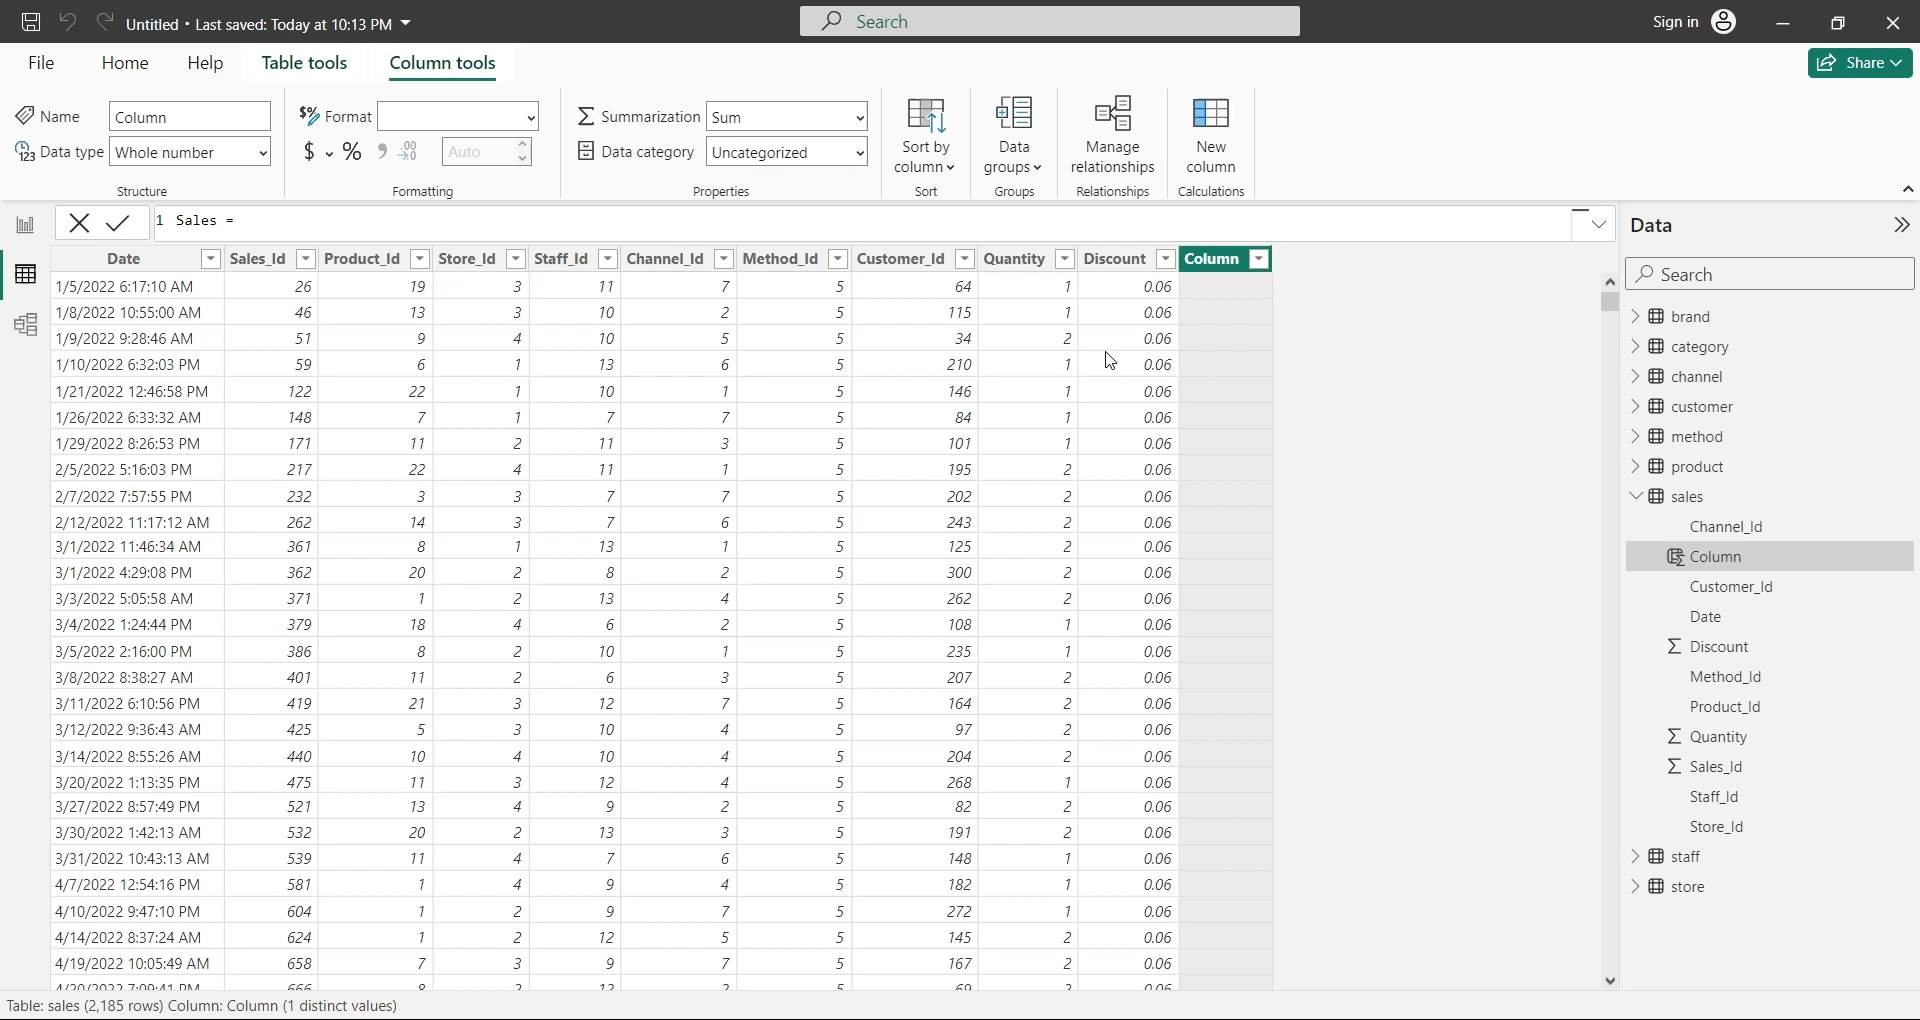 Untitled • Last saved: Today at 10:13 PM
Search
Sign in
File Home Help Table tools Column tools
Share
Name Column
$% Format
Summarization Sum
Data type Whole number
$ % Auto
Data category Uncategorized
Sort by column
Data groups
Manage relationships
New column
Structure Formatting Properties Sort Groups Relationships Calculations
1 Sales =
Data
Search
Date Sales_Id Product_Id Store_Id Staff_Id Channel_Id Method_Id Customer_Id Quantity Discount Column
1/5/2022 6:17:10 AM 26 19 3 11 7 5 64 1 0.06
1/8/2022 10:55:00 AM 46 13 3 10 2 5 115 1 0.06
1/9/2022 9:28:46 AM 51 9 4 10 5 5 34 2 0.06
1/10/2022 6:32:03 PM 59 6 1 13 6 5 210 1 0.06
1/21/2022 12:46:58 PM 122 22 1 10 1 5 146 1 0.06
1/26/2022 6:33:32 AM 148 7 1 7 7 5 84 1 0.06
1/29/2022 8:26:53 PM 171 11 2 11 3 5 101 1 0.06
2/5/2022 5:16:03 PM 217 22 4 11 1 5 195 2 0.06
2/7/2022 7:57:55 PM 232 3 3 7 7 5 202 2 0.06
2/12/2022 11:17:12 AM 262 14 3 7 6 5 243 2 0.06
3/1/2022 11:46:34 AM 361 8 1 13 1 5 125 2 0.06
3/1/2022 4:29:08 PM 362 20 2 8 2 5 300 2 0.06
3/3/2022 5:05:58 AM 371 1 2 13 4 5 262 2 0.06
3/4/2022 1:24:44 PM 379 18 4 6 2 5 108 1 0.06
3/5/2022 2:16:00 PM 386 8 2 10 1 5 235 1 0.06
3/8/2022 8:38:27 AM 401 11 2 6 3 5 207 2 0.06
3/11/2022 6:10:56 PM 419 21 3 12 7 5 164 2 0.06
3/12/2022 9:36:43 AM 425 5 3 10 4 5 97 2 0.06
3/14/2022 8:55:26 AM 440 10 4 10 4 5 204 2 0.06
3/20/2022 1:13:35 PM 475 11 3 12 4 5 268 1 0.06
3/27/2022 8:57:49 PM 521 13 4 9 2 5 82 2 0.06
3/30/2022 1:42:13 AM 532 20 2 13 3 5 191 2 0.06
3/31/2022 10:43:13 AM 539 11 4 7 6 5 148 1 0.06
4/7/2022 12:54:16 PM 581 1 4 9 4 5 182 1 0.06
4/10/2022 9:47:10 PM 604 1 2 9 7 5 272 1 0.06
4/14/2022 8:37:24 AM 624 1 2 12 5 5 145 2 0.06
4/19/2022 10:05:49 AM 658 7 3 9 7 5 167 2 0.06
brand
category
channel
customer
method
product
sales
Channel_Id
Column
Customer_Id
Date
Discount
Method_Id
Product_Id
Quantity
Sales_Id
Staff_Id
Store_Id
staff
store
Table: sales (2,185 rows) Column: Column (1 distinct values)